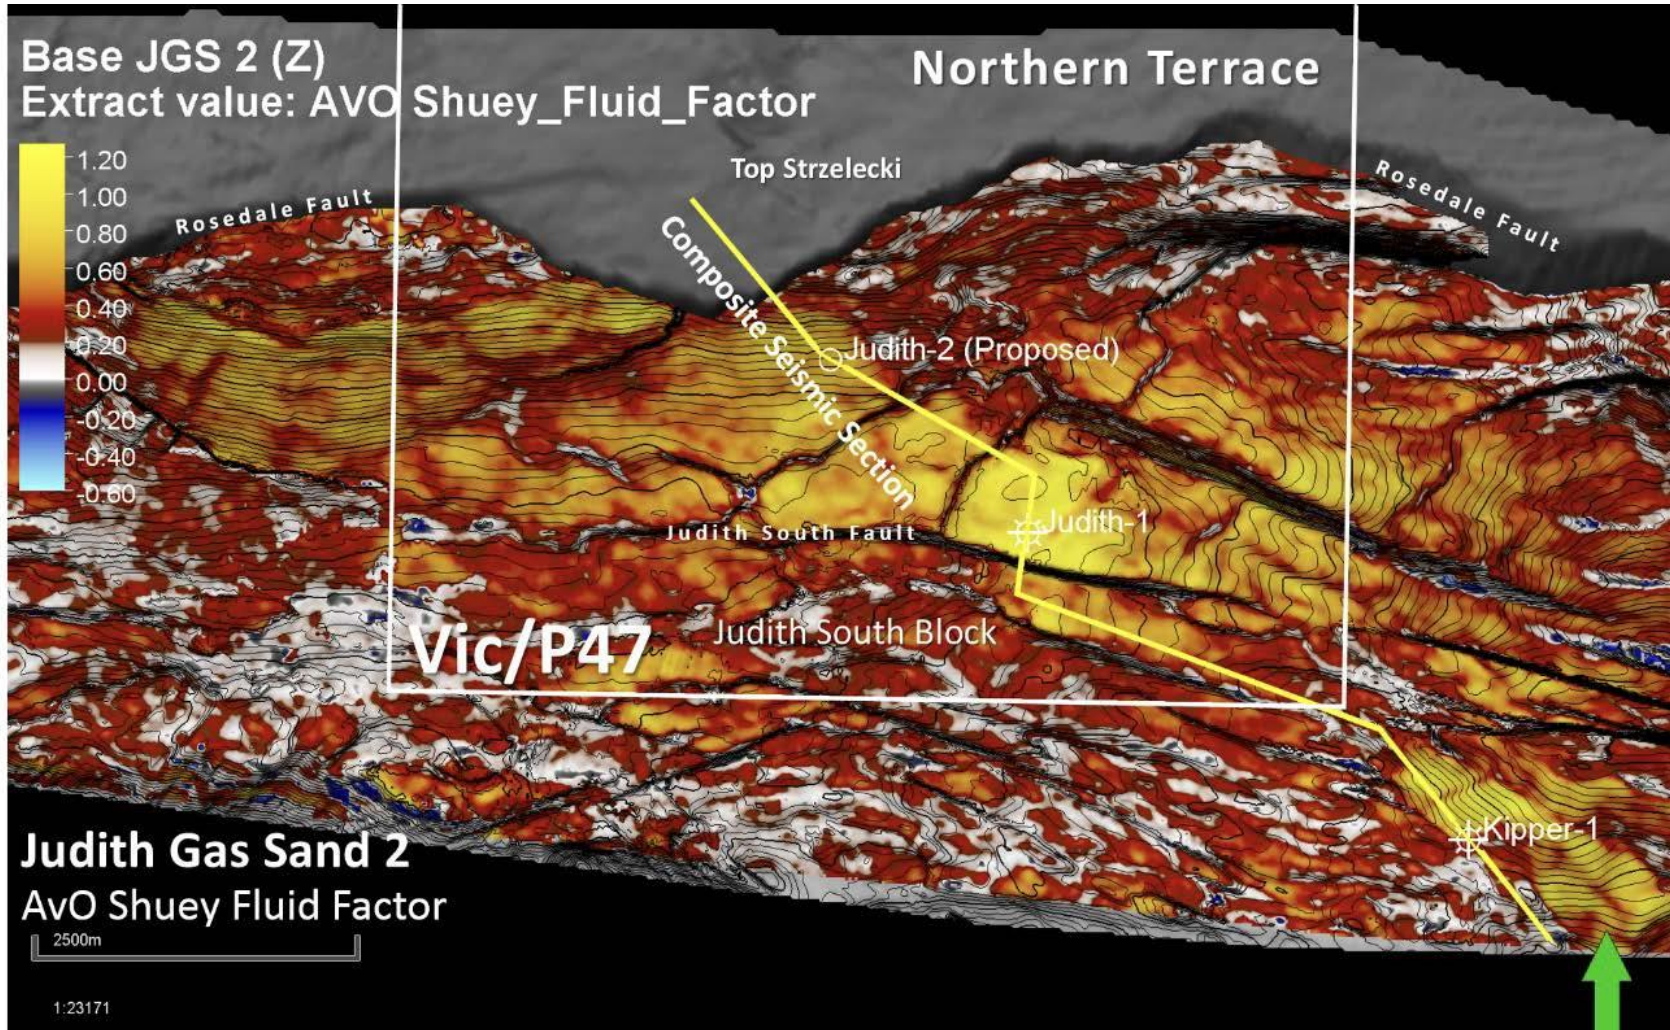 Base JGS 2 (Z)
Extract value: AVO Shuey_Fluid_Factor
Northern Terrace
1.20
1.00
0.80
0.60
0.40
0.20
0.00
-0.20
-0.40
-0.60
Top Strzelecki
Rosedale Fault
Rosedale Fault
Composite Seismic Section
Judith-2 (Proposed)
Judith-1
Judith South Fault
Vic/P47
Judith South Block
Kipper-1
Judith Gas Sand 2
AvO Shuey Fluid Factor
2500m
1:23171